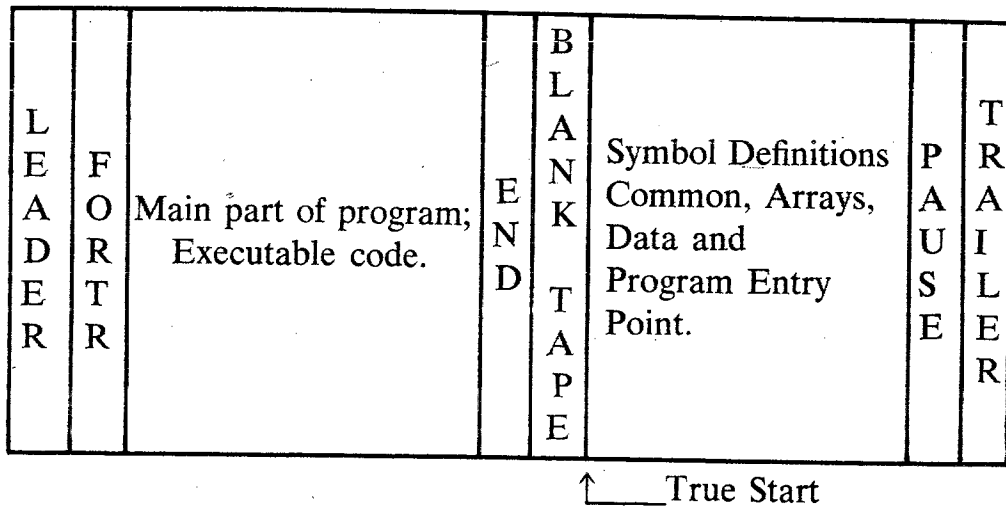 LEADER
FORTR
Main part of program;
Executable code.
END
BLANK TAPE
Symbol Definitions
Common, Arrays,
Data and
Program Entry
Point.
PAUSE
TRAILER
True Start